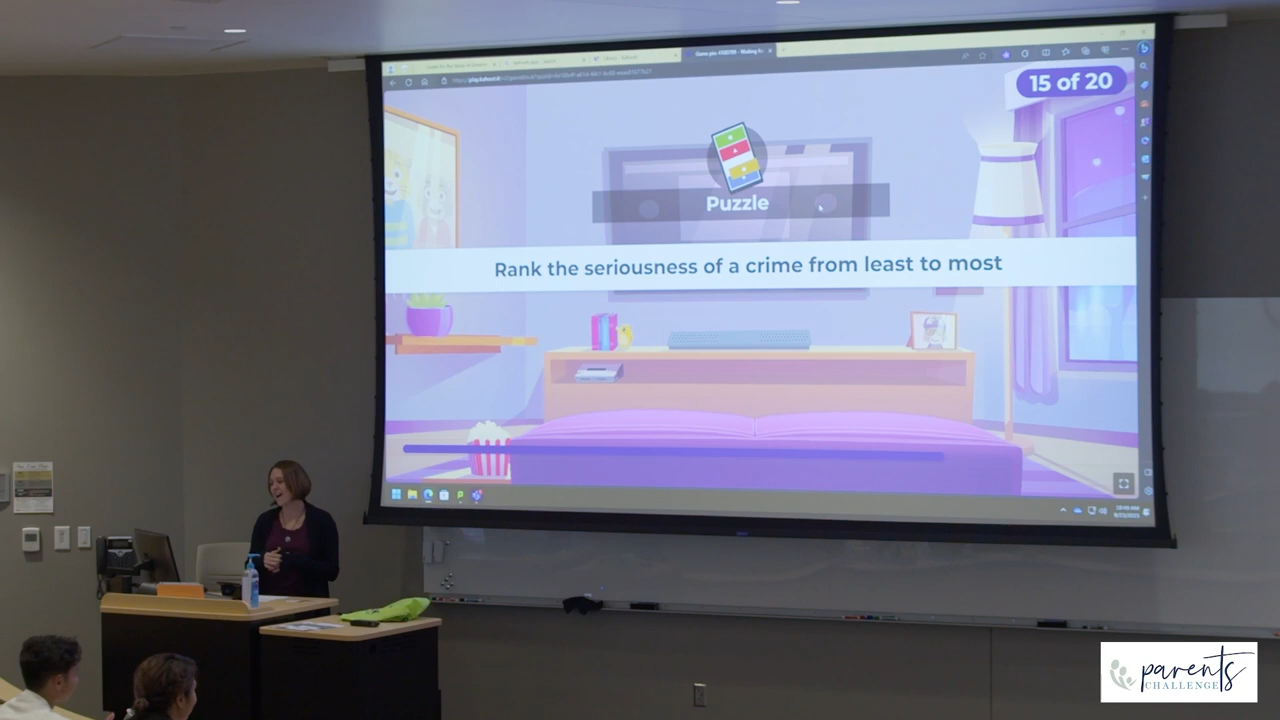 15 of 20
Puzzle
Rank the seriousness of a crime from least to most
parents
CHALLENGE